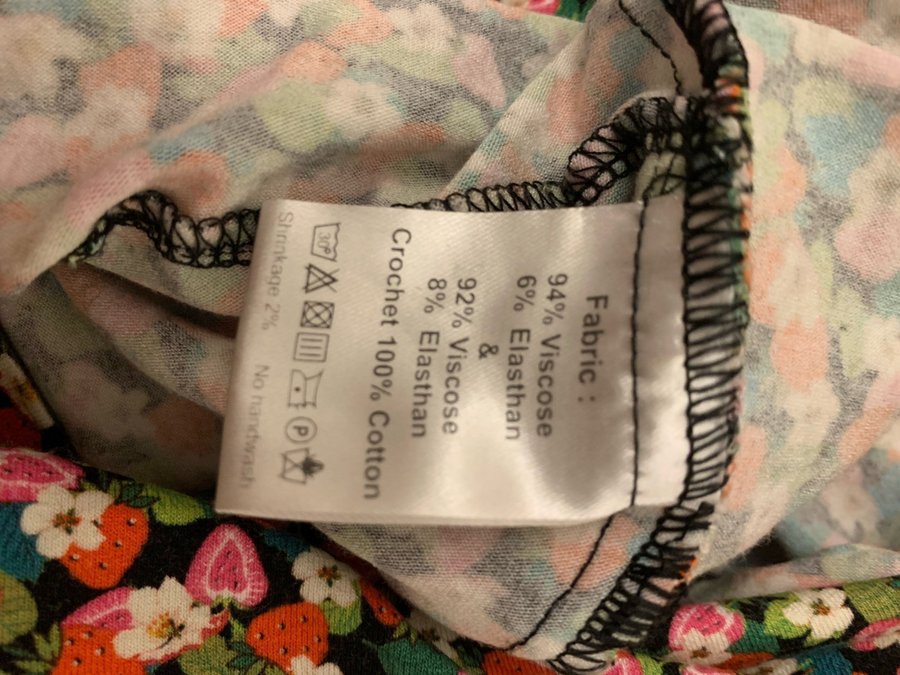 Fabric :
94% Viscose
6% Elasthan
&
92% Viscose
8% Elasthan
Crochet 100% Cotton
30° P
Shrinkage 2% No handwash